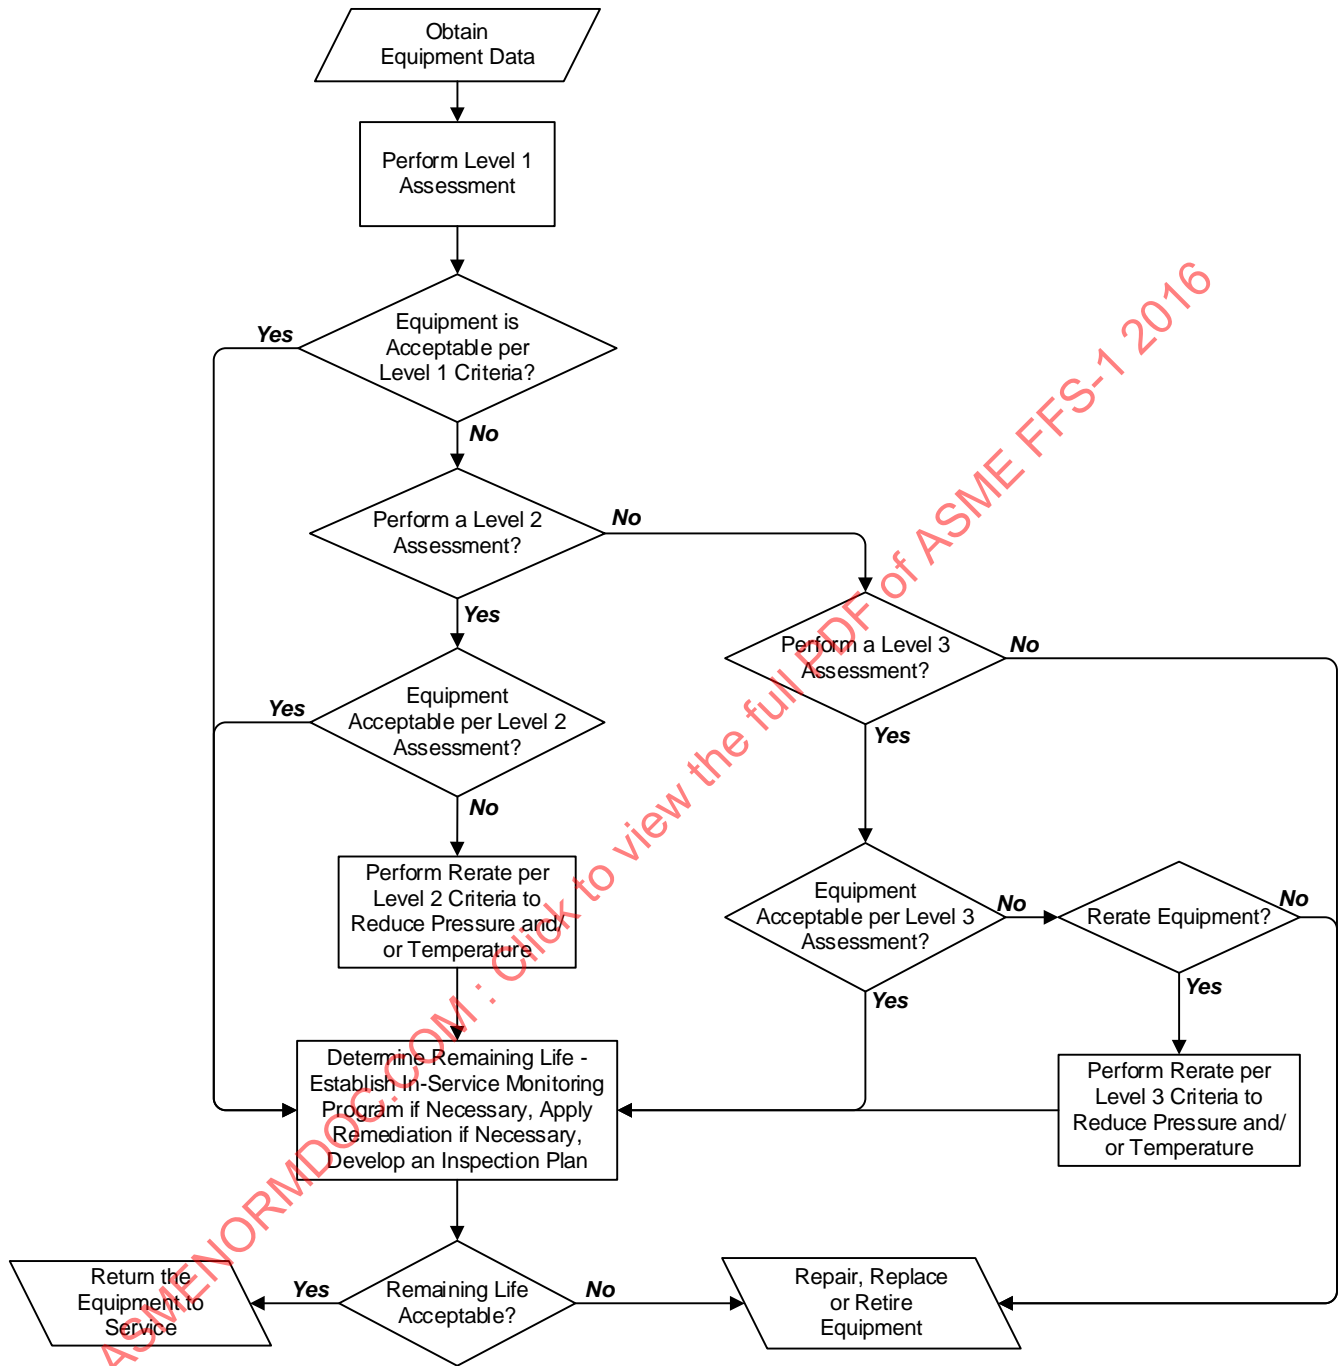 Obtain
Equipment Data
Perform Level 1
Assessment
Equipment is
Acceptable per
Level 1 Criteria?
Yes
No
Perform a Level 2
Assessment?
No
Yes
Perform a Level 3
Assessment?
No
Yes
Equipment
Acceptable per Level 2
Assessment?
Yes
No
Perform Rerate per
Level 2 Criteria to
Reduce Pressure and/
or Temperature
Equipment
Acceptable per Level 3
Assessment?
No
Yes
Rerate Equipment?
No
Yes
Perform Rerate per
Level 3 Criteria to
Reduce Pressure and/
or Temperature
Determine Remaining Life -
Establish In-Service Monitoring
Program if Necessary, Apply
Remediation if Necessary,
Develop an Inspection Plan
Remaining Life
Acceptable?
Yes
No
Return the
Equipment to
Service
Repair, Replace
or Retire
Equipment
ASMENORMDOC.COM : Click to view the full PDF of ASME FFS-1 2016